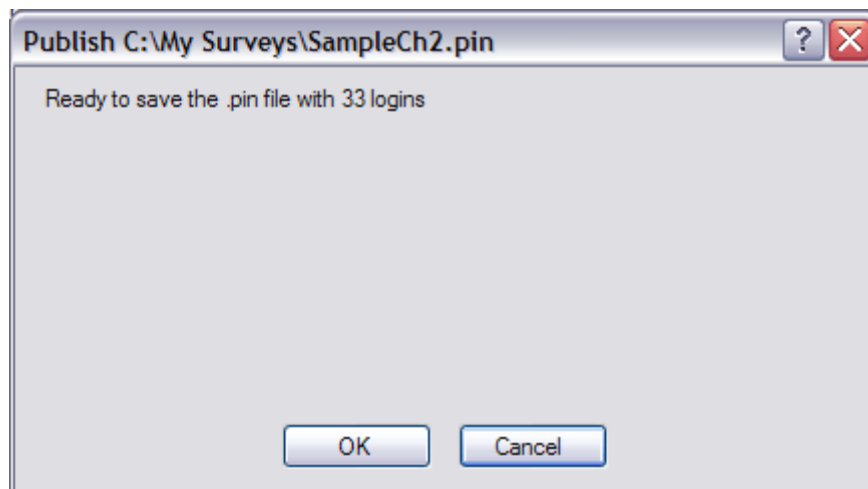 Publish C:\My Surveys\SampleCh2.pin
?
Ready to save the .pin file with 33 logins
OK
Cancel